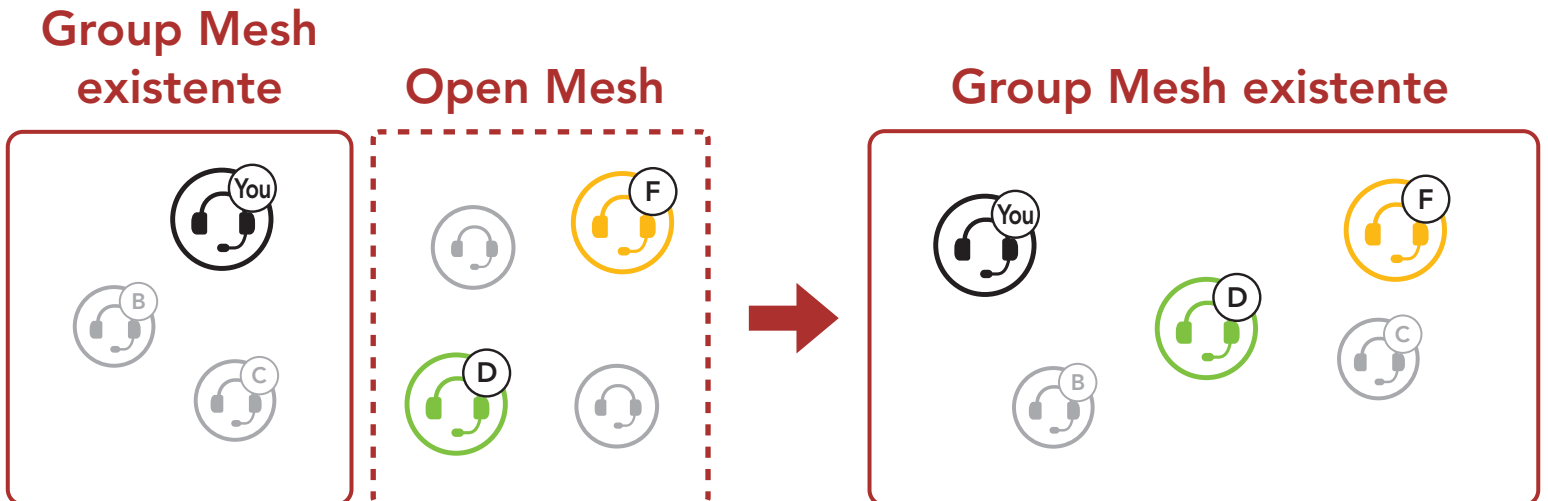 Group Mesh
existente
Open Mesh
Group Mesh existente
You
B
C
F
D
You
F
D
C
B